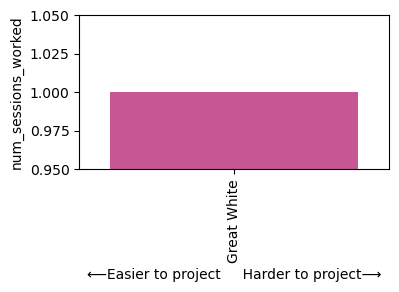 1.050
1.025
1.000
0.975
0.950
num_sessions_worked
Great White
⟵Easier to project     Harder to project⟶